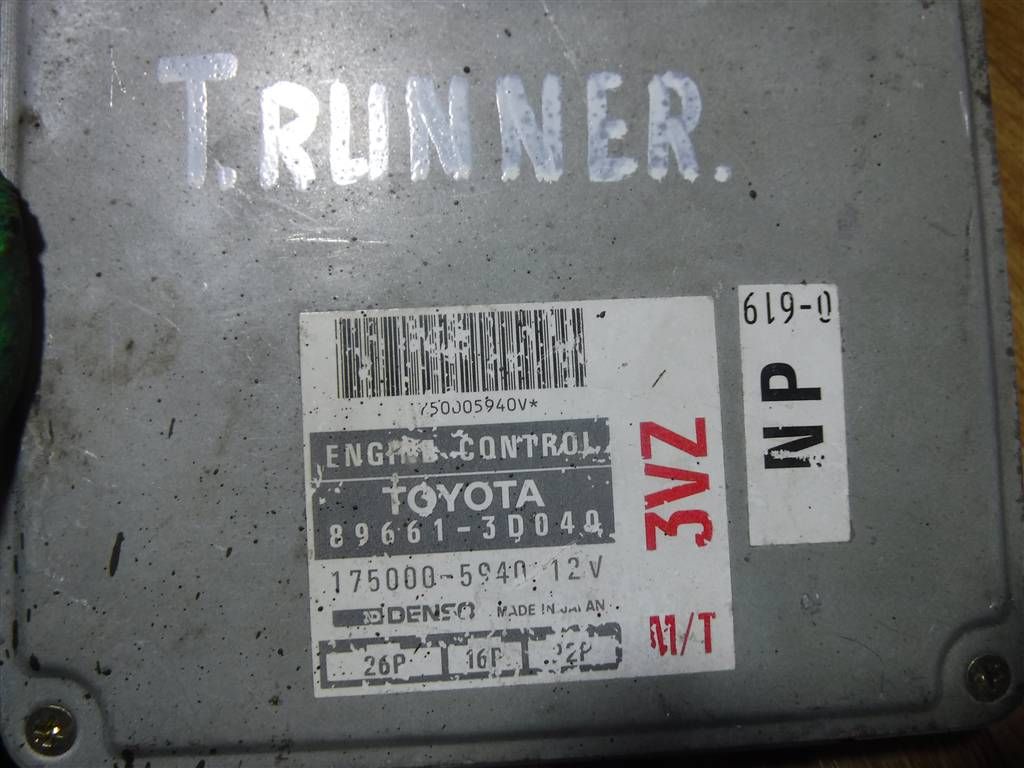 T.RUNNER.
750005940V*
ENGINE CONTROL
TOYOTA
89661-3D040
175000-5940 12V
DENSO MADE IN JAPAN
26P 16P 22P
3VZ
M/T
619-0
NP